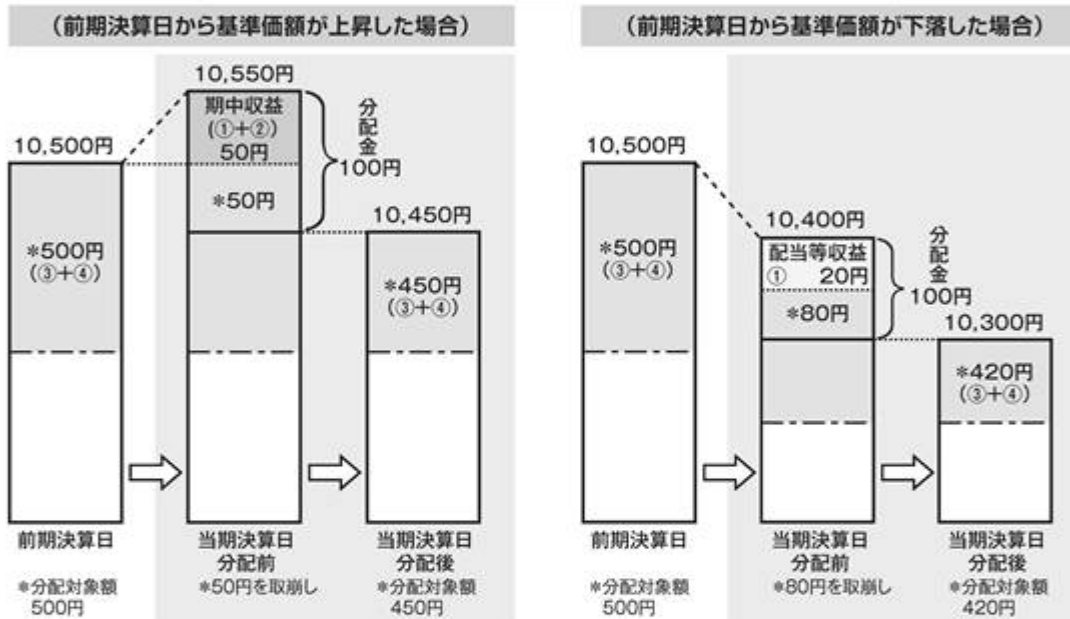 (前期決算日から基準価額が上昇した場合)
10,550円
期中収益
(①+②)
50円
*50円
分配金
100円
10,500円
*500円
(③+④)
10,450円
*450円
(③+④)
前期決算日
当期決算日
分配前
当期決算日
分配後
*分配対象額
500円
*50円を取崩し
*分配対象額
450円
(前期決算日から基準価額が下落した場合)
10,500円
*500円
(③+④)
10,400円
配当等収益
① 20円
*80円
分配金
100円
10,300円
*420円
(③+④)
前期決算日
当期決算日
分配前
当期決算日
分配後
*分配対象額
500円
*80円を取崩し
*分配対象額
420円